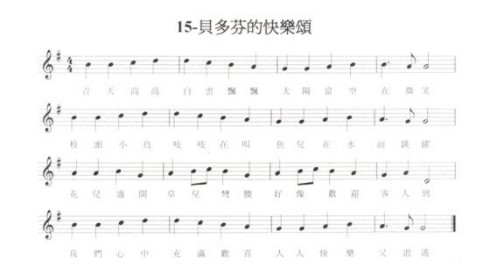 15-貝多芬的快樂頌
青天高高 白雲飄飄 太陽當空 在微笑
枝頭小鳥 吱吱在叫 魚兒在水 面跳躍
花兒盛開 草兒彎腰 好像歡迎 客人到
我們心中 充滿歡喜 人人快樂 又逍遙